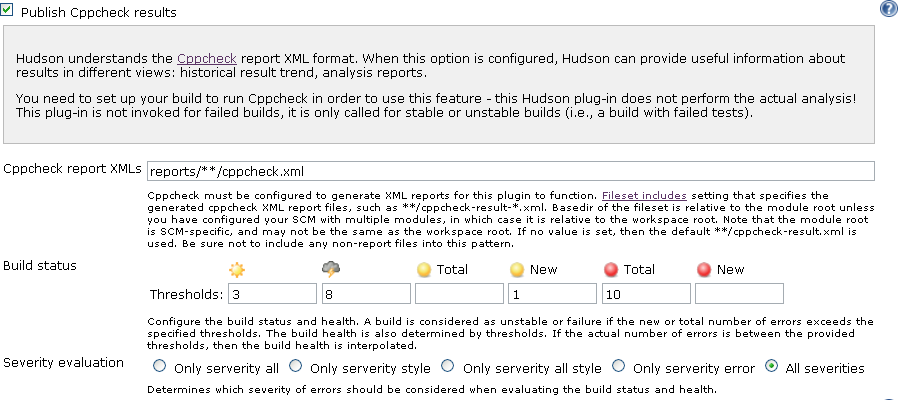 Publish Cppcheck results
Hudson understands the Cppcheck report XML format. When this option is configured, Hudson can provide useful information about
results in different views: historical result trend, analysis reports.
You need to set up your build to run Cppcheck in order to use this feature - this Hudson plug-in does not perform the actual analysis!
This plug-in is not invoked for failed builds, it is only called for stable or unstable builds (i.e., a build with failed tests).
Cppcheck report XMLs reports/**/cppcheck.xml
Cppcheck must be configured to generate XML reports for this plugin to function. Fileset includes setting that specifies the
generated cppcheck XML report files, such as **/cppcheck-result-*.xml. Basedir of the fileset is relative to the module root unless
you have configured your SCM with multiple modules, in which case it is relative to the workspace root. Note that the module root
is SCM-specific, and may not be the same as the workspace root. If no value is set, then the default **/cppcheck-result.xml is
used. Be sure not to include any non-report files into this pattern.
Build status Total New Total New
Thresholds: 3 8 1 10
Configure the build status and health. A build is considered as unstable or failure if the new or total number of errors exceeds the
specified thresholds. The build health is also determined by thresholds. If the actual number of errors is between the provided
thresholds, then the build health is interpolated.
Severity evaluation Only severity all Only severity style Only severity all style Only severity error All severities
Determines which severity of errors should be considered when evaluating the build status and health.